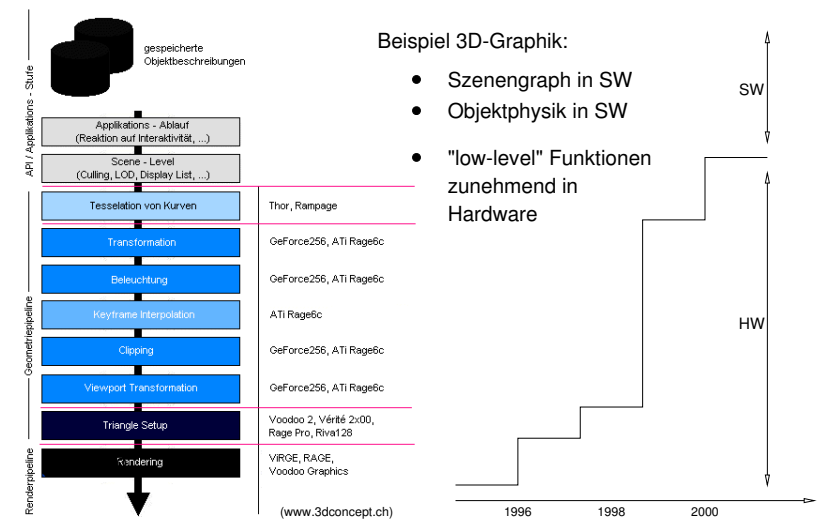 gespeicherte
Objektbeschreibungen
API / Applikations - Stufe
Applikations - Ablauf
(Reaktion auf Interaktivität, ...)
Scene - Level
(Culling, LOD, Display List, ...)
Tesselation von Kurven
Thor, Rampage
Geometriepipeline
Transformation
GeForce256, ATi Rage6c
Beleuchtung
GeForce256, ATi Rage6c
Keyframe Interpolation
ATi Rage6c
Clipping
GeForce256, ATi Rage6c
Viewport Transformation
GeForce256, ATi Rage6c
Triangle Setup
Voodoo 2, Vérité 2x00,
Rage Pro, Riva128
Renderpipeline
Rendering
ViRGE, RAGE,
Voodoo Graphics
(www.3dconcept.ch)
Beispiel 3D-Graphik:
• Szenengraph in SW
• Objektphysik in SW
• "low-level" Funktionen
zunehmend in
Hardware
SW
HW
1996 1998 2000